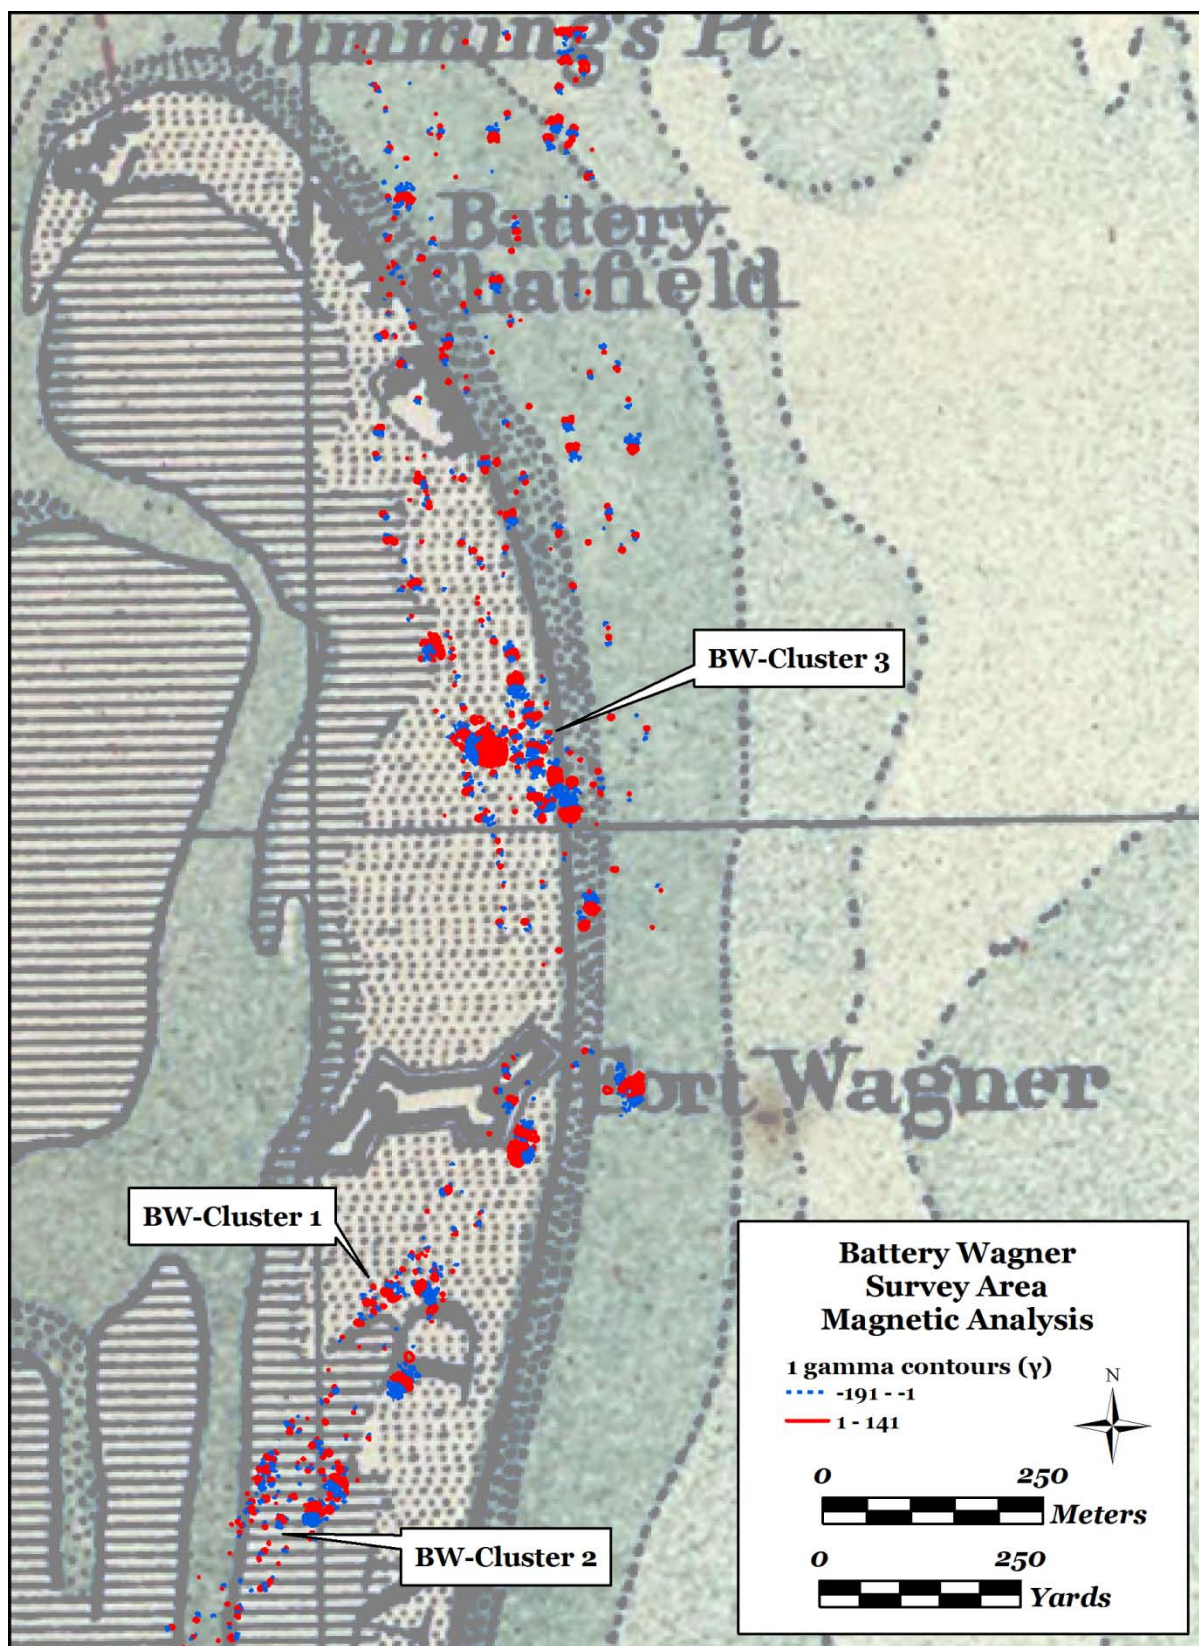 Cummings Pt.
Battery
Chatfield
BW-Cluster 3
Fort Wagner
BW-Cluster 1
BW-Cluster 2
Battery Wagner
Survey Area
Magnetic Analysis
1 gamma contours (γ)
-191 - -1
1 - 141
N
0 250
Meters
0 250
Yards